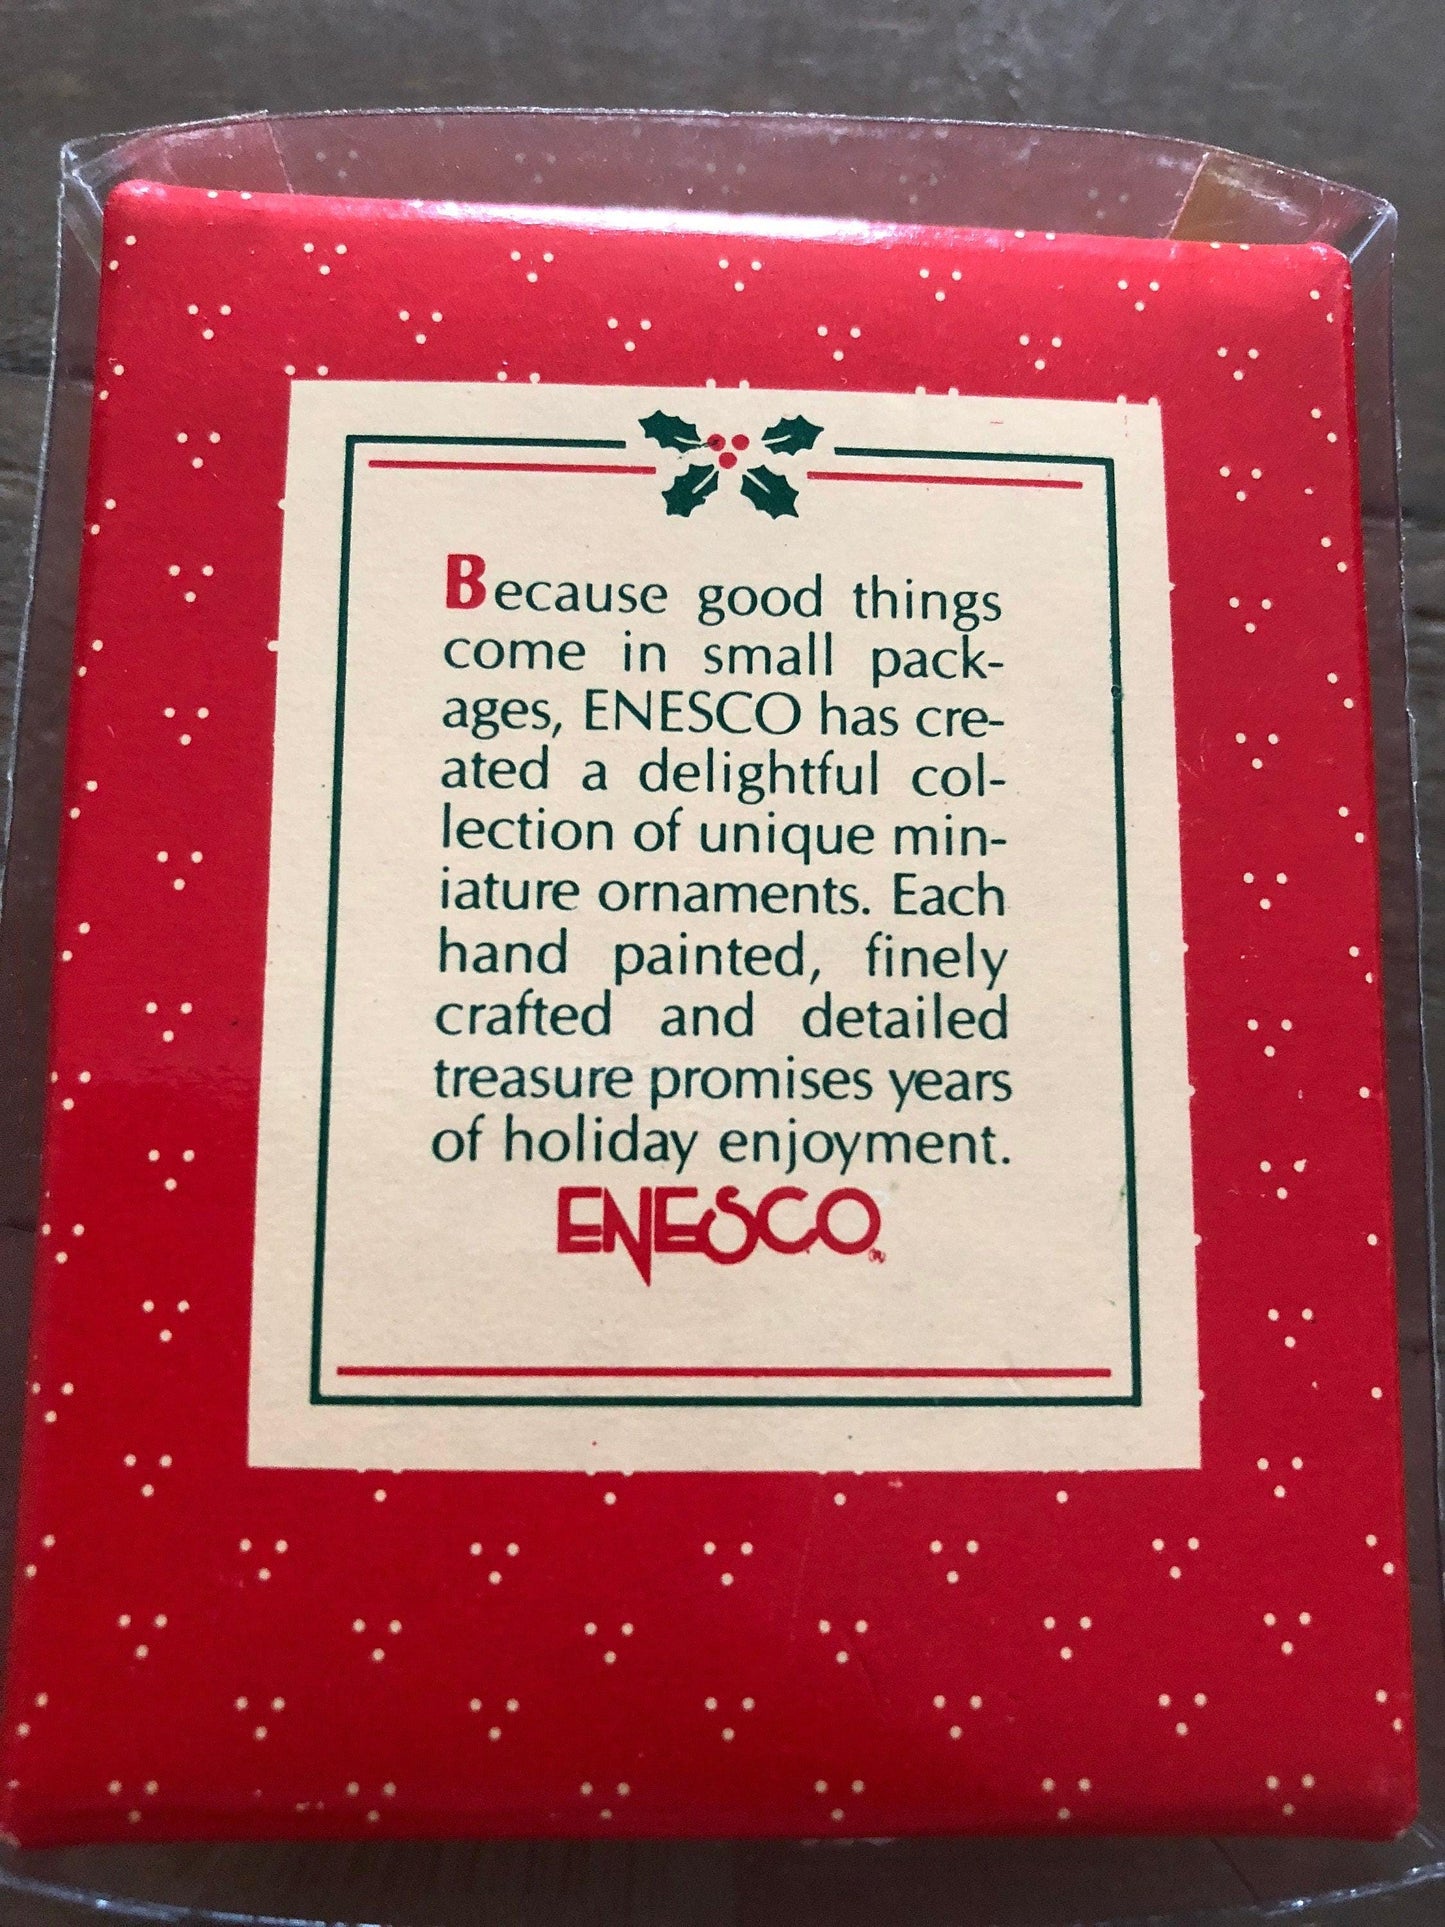 Because good things
come in small pack-
ages, ENESCO has cre-
ated a delightful col-
lection of unique min-
iature ornaments. Each
hand painted, finely
crafted and detailed
treasure promises years
of holiday enjoyment.
ENESCO®